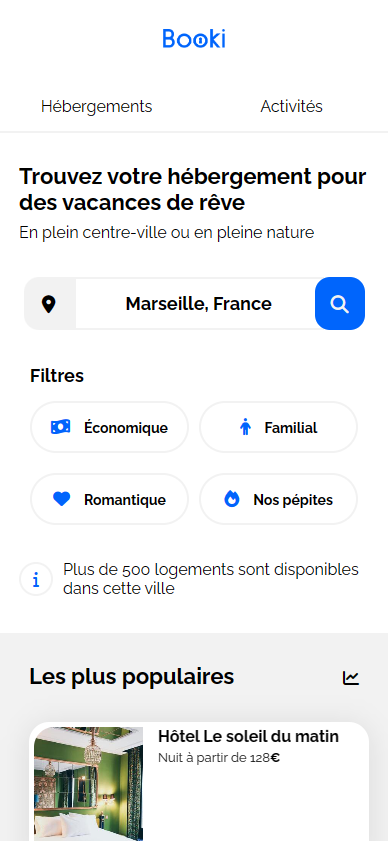 Booki
Hébergements
Activités
Trouvez votre hébergement pour
des vacances de rêve
En plein centre-ville ou en pleine nature
Marseille, France
Filtres
Économique
Familial
Romantique
Nos pépites
Plus de 500 logements sont disponibles
dans cette ville
Les plus populaires
Hôtel Le soleil du matin
Nuit à partir de 128€